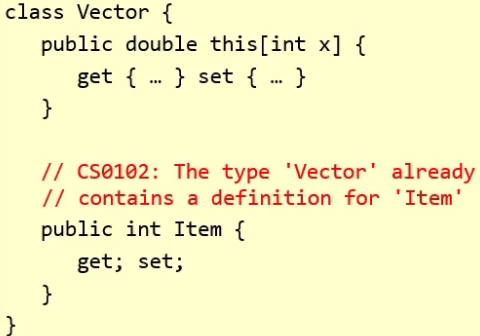 class Vector {
public double this[int x] {
get { … } set { … }
}
// CS0102: The type 'Vector' already
// contains a definition for 'Item'
public int Item {
get; set;
}
}